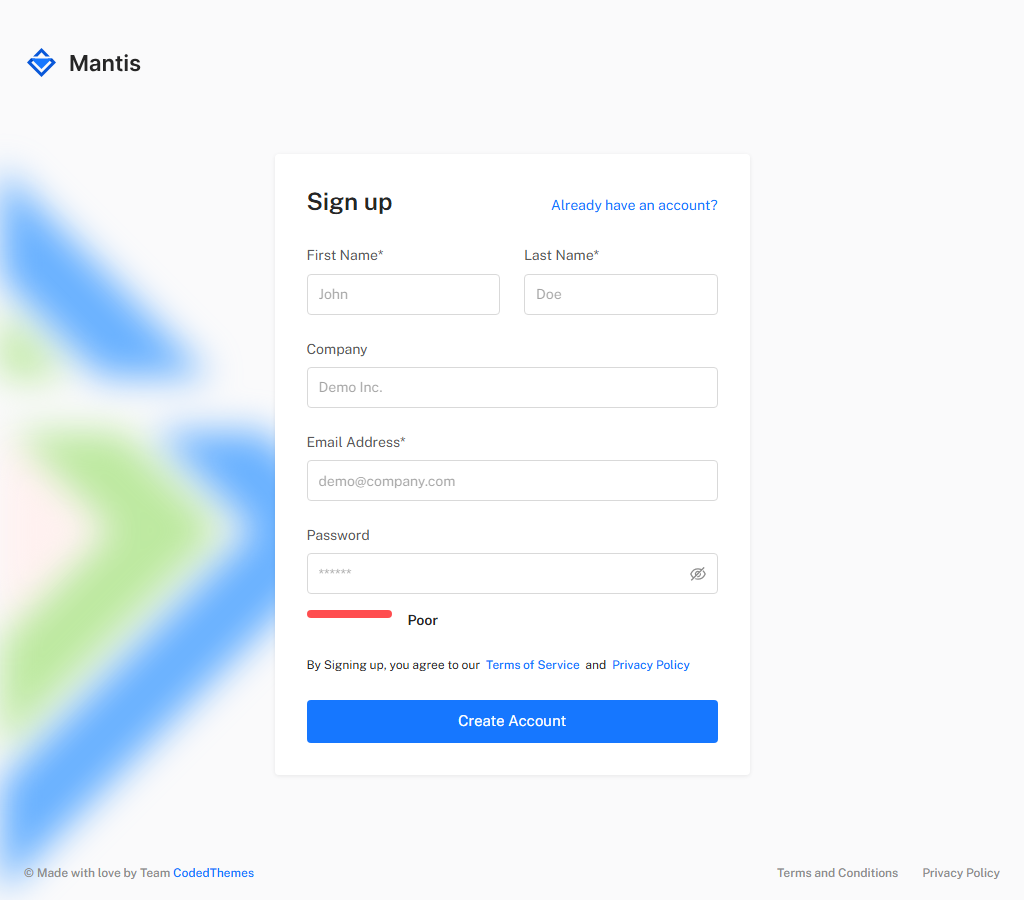 Mantis
Sign up
Already have an account?
First Name*
Last Name*
John
Doe
Company
Demo Inc.
Email Address*
demo@company.com
Password
******
Poor
By Signing up, you agree to our Terms of Service and Privacy Policy
Create Account
© Made with love by Team CodedThemes
Terms and Conditions
Privacy Policy